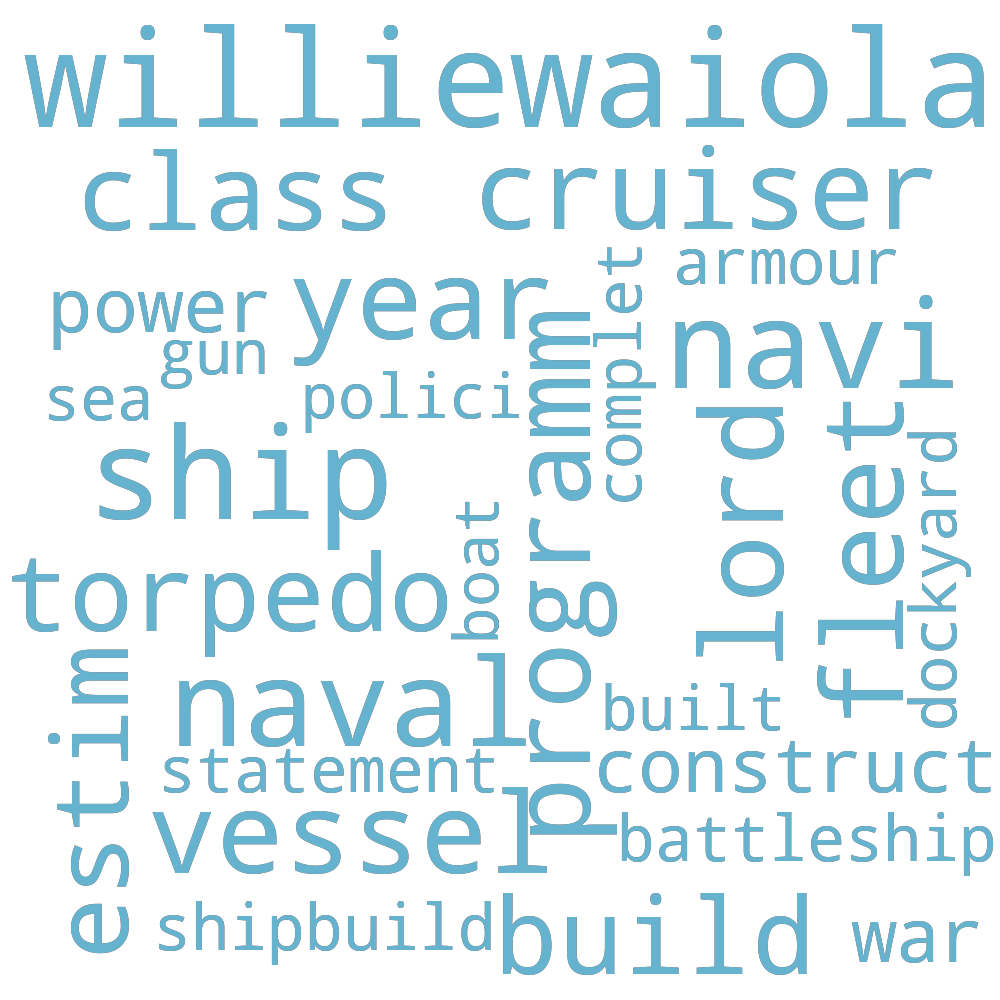 williewaiola
class cruiser
armour
power year
complet
gun
navi
sea polici
programm
lord
fleet
ship
dockyard
boat
torpedo
estim
naval
built
statement construct
vessel
battleship
shipbuild build war